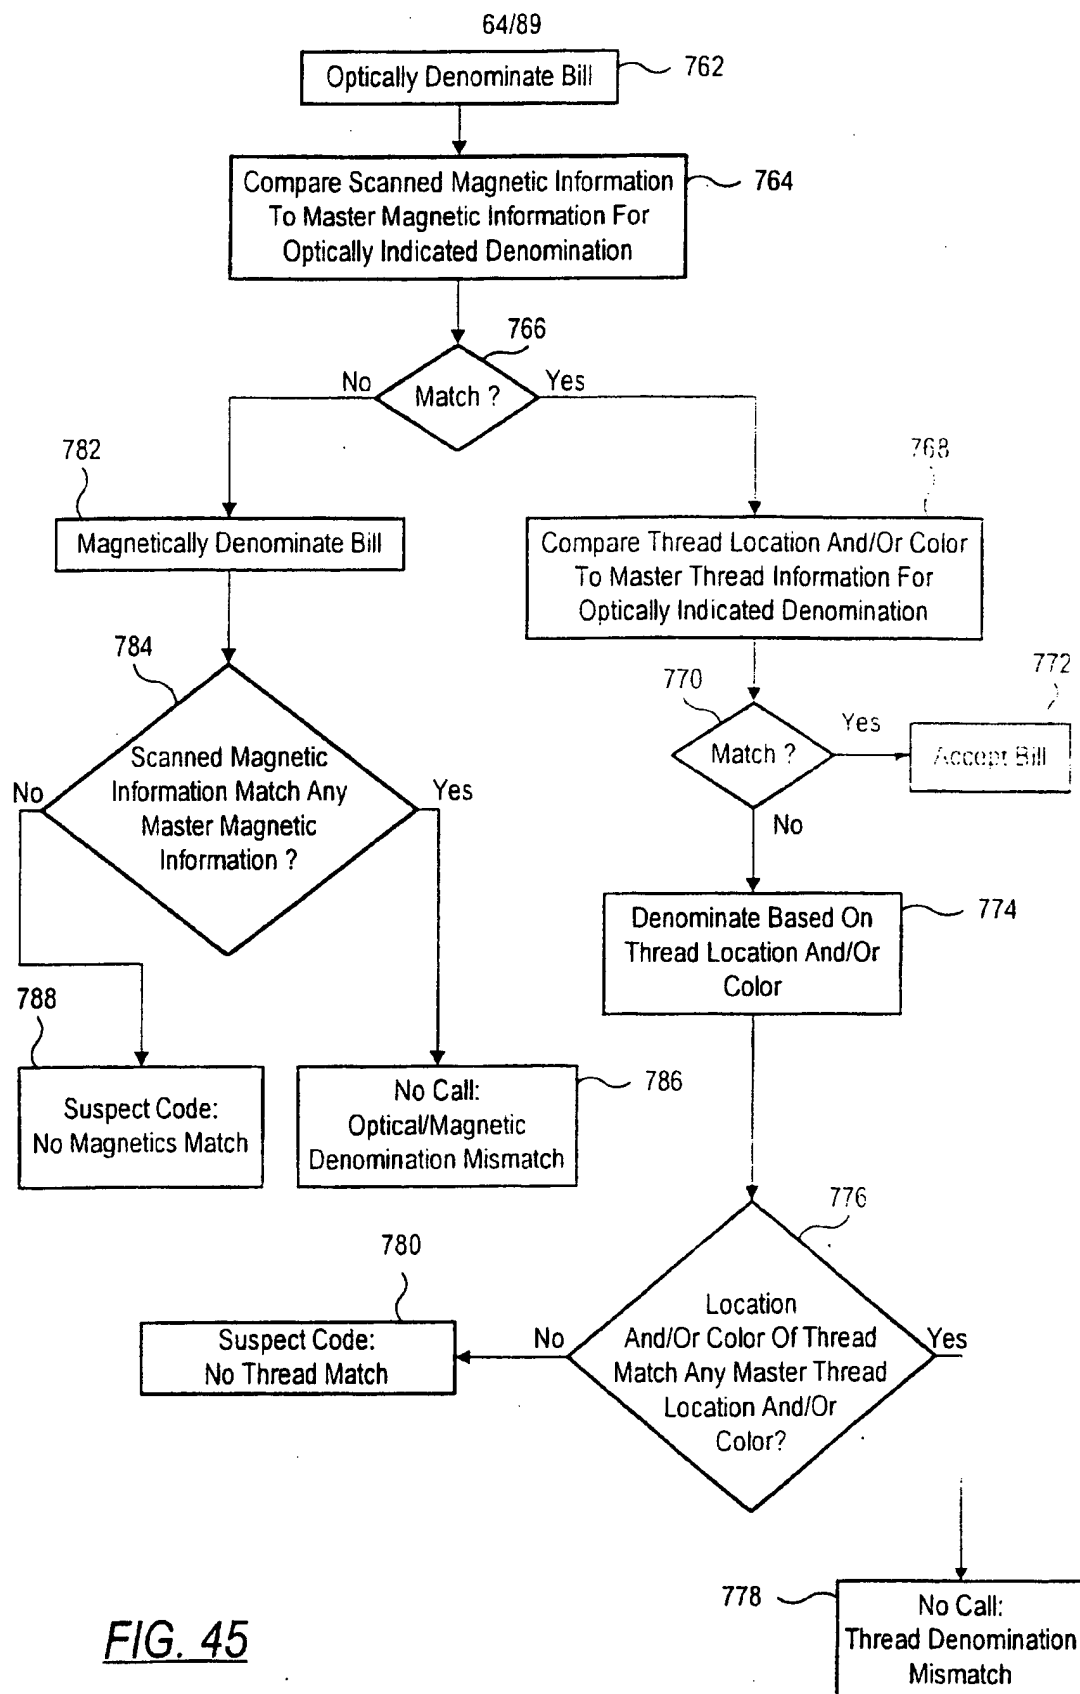 64/89
Optically Denominate Bill
762
Compare Scanned Magnetic Information
To Master Magnetic Information For
Optically Indicated Denomination
764
766
No
Match ?
Yes
782
768
Magnetically Denominate Bill
Compare Thread Location And/Or Color
To Master Thread Information For
Optically Indicated Denomination
784
770
772
Match ?
Yes
Accept Bill
No
Scanned Magnetic
Information Match Any
Master Magnetic
Information ?
No
Yes
Denominate Based On
Thread Location And/Or
Color
774
788
Suspect Code:
No Magnetics Match
No Call:
Optical/Magnetic
Denomination Mismatch
786
776
780
Suspect Code:
No Thread Match
No
Location
And/Or Color Of Thread
Match Any Master Thread
Location And/Or
Color?
Yes
778
No Call:
Thread Denomination
Mismatch
FIG. 45